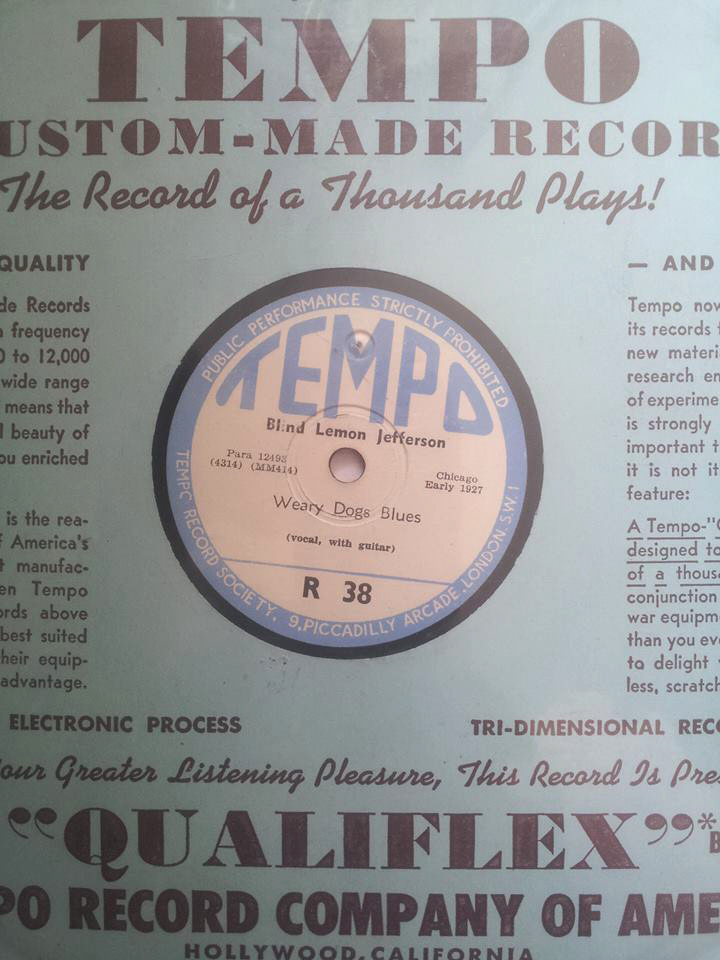 TEMPO
USTOM-MADE RECOR
The Record of a Thousand Plays!
QUALITY
de Records
frequency
0 to 12,000
wide range
means that
l beauty of
ou enriched
is the rea-
f America's
t manufac-
en Tempo
ords above
best suited
heir equip-
advantage.
— AND
Tempo nov
its records t
new materi
research en
of experime
is strongly
important t
it is not it
feature:
A Tempo-"Q
designed to
of a thousa
conjunction
war equipm
than you eve
to delight
less, scratch
PUBLIC PERFORMANCE STRICTLY PROHIBITED
TEMPO
Blind Lemon Jefferson
Para 12493
(4314) (MM414)
Chicago
Early 1927
Weary Dogs Blues
(vocal, with guitar)
R 38
TEMPO RECORD SOCIETY, 9, PICCADILLY ARCADE, LONDON S.W.1
ELECTRONIC PROCESS
TRI-DIMENSIONAL RECO
our Greater Listening Pleasure, This Record Is Pre
"QUALIFLEX"*
PO RECORD COMPANY OF AME
HOLLYWOOD, CALIFORNIA